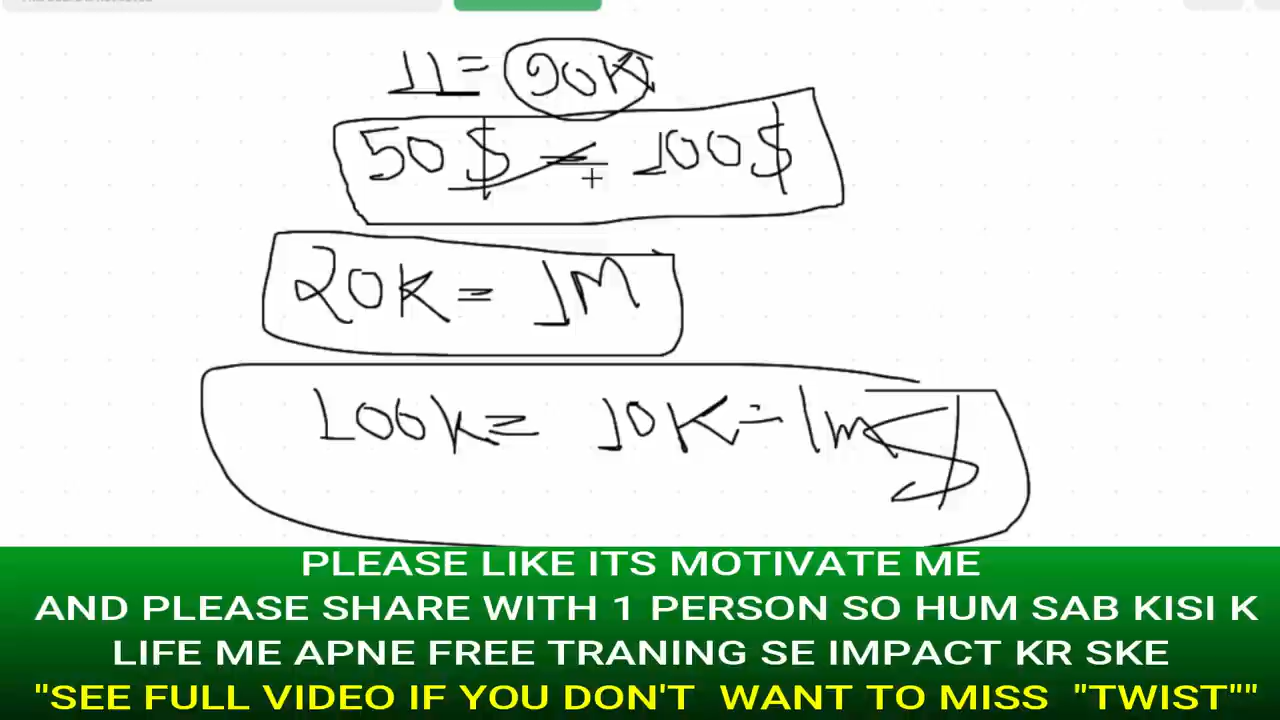 11 = 90K
50$ = 100$
20K = 1M
100K = 10K = 1m$
PLEASE LIKE ITS MOTIVATE ME
AND PLEASE SHARE WITH 1 PERSON SO HUM SAB KISI K
LIFE ME APNE FREE TRANING SE IMPACT KR SKE
"SEE FULL VIDEO IF YOU DON'T WANT TO MISS "TWIST""